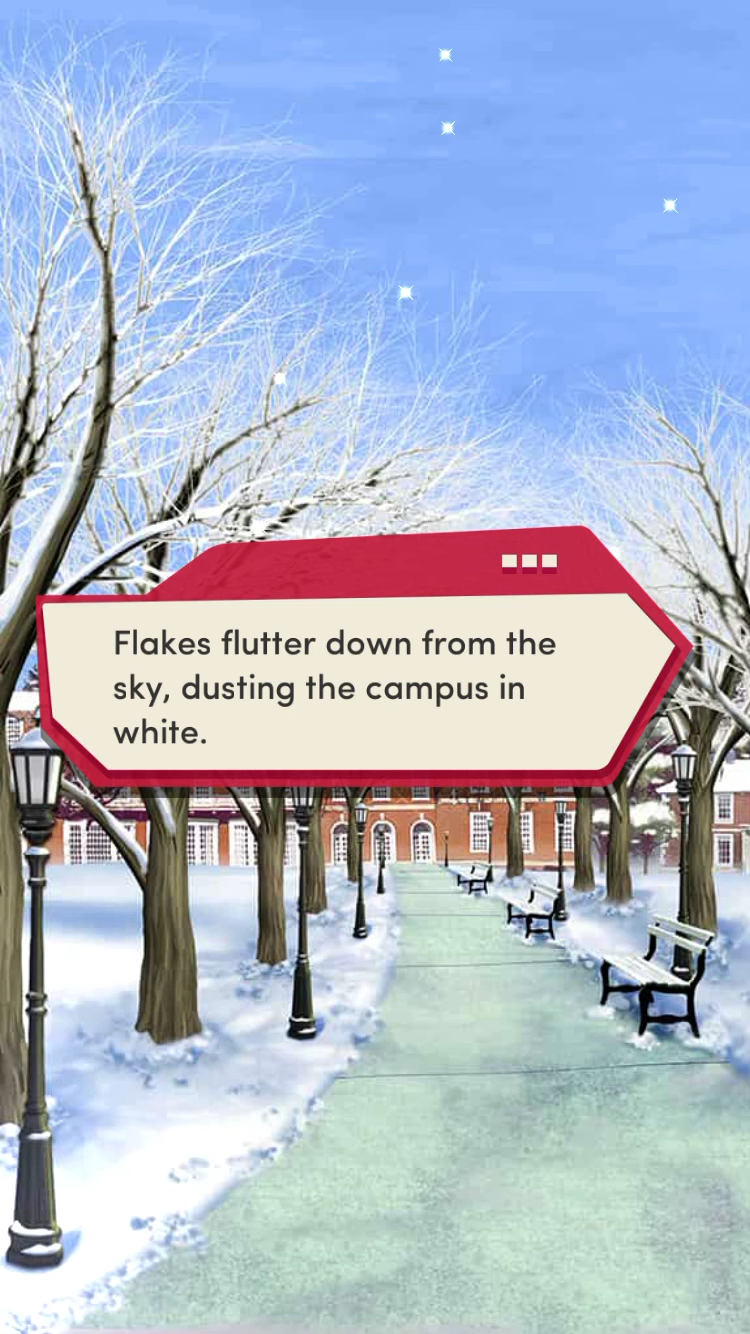 Flakes flutter down from the
sky, dusting the campus in
white.